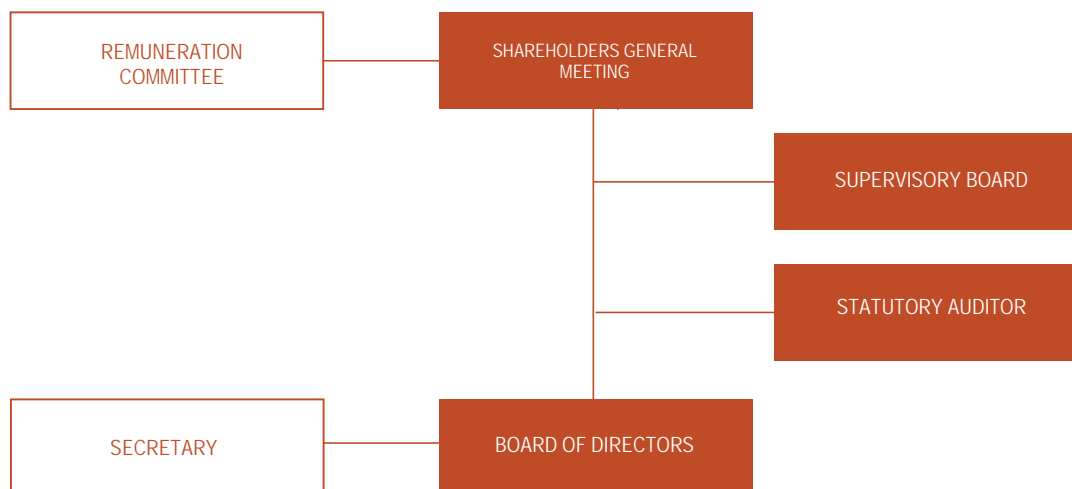 REMUNERATION
COMMITTEE
SHAREHOLDERS GENERAL
MEETING
SUPERVISORY BOARD
STATUTORY AUDITOR
SECRETARY
BOARD OF DIRECTORS